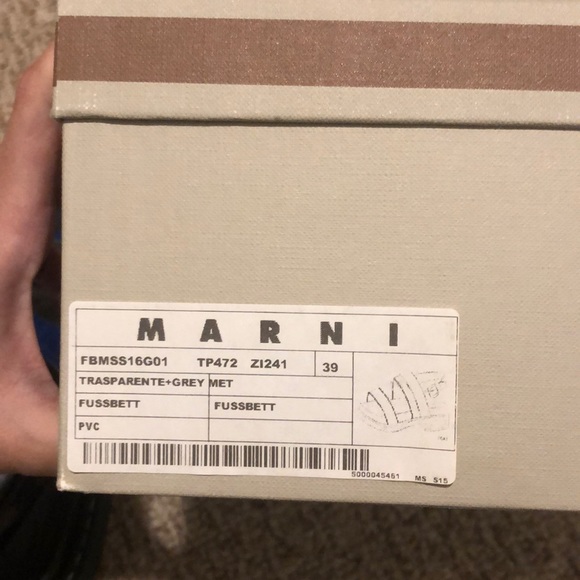 MARNI
FBMSS16G01 TP472 ZI241 39
TRASPARENTE+GREY MET
FUSSBETT FUSSBETT
PVC
5000045461 MS S15